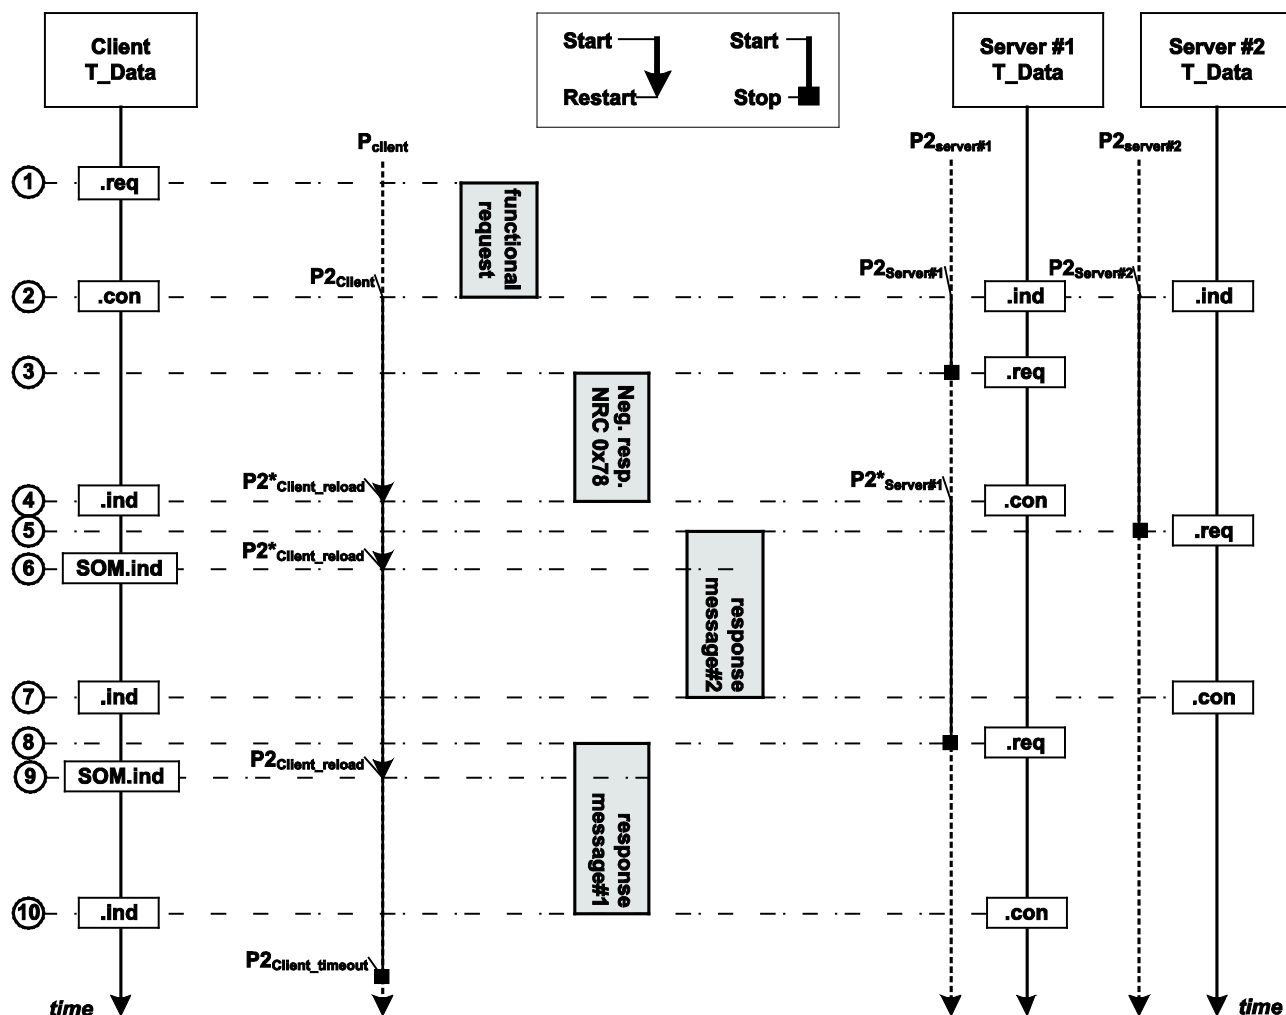 Client
T_Data
Start
Restart
Start
Stop
Server #1
T_Data
Server #2
T_Data
P_client
P2_server#1
P2_server#2
1
.req
functional
request
P2_Client
P2_Server#1
P2_Server#2
2
.con
.ind
.ind
3
.req
Neg. resp.
NRC 0x78
P2*_Client_reload
P2*_Server#1
4
.ind
.con
5
.req
P2*_Client_reload
6
SOM.ind
response
message#2
7
.ind
.con
8
.req
P2_Client_reload
9
SOM.ind
response
message#1
10
.ind
.con
P2_Client_timeout
time
time